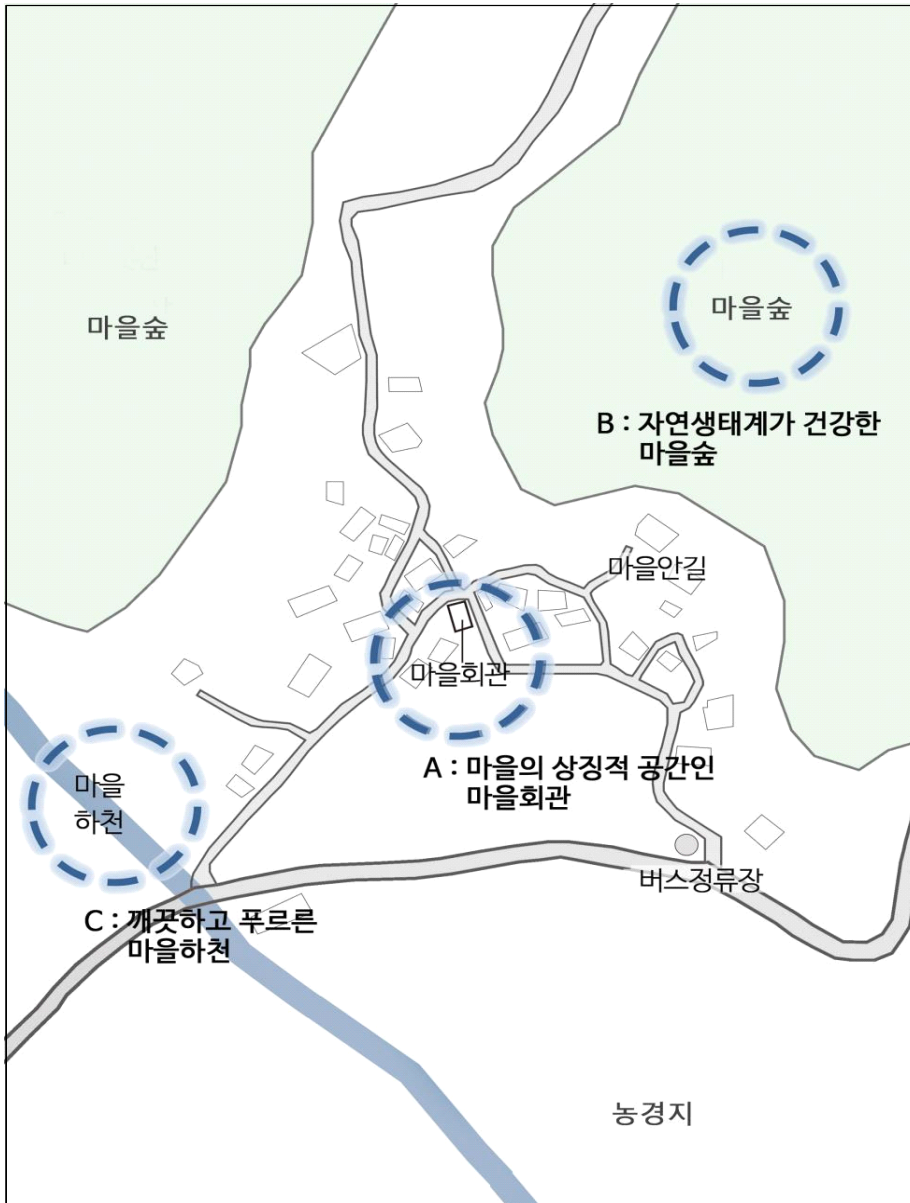 마을숲
마을숲
B : 자연생태계가 건강한
마을숲
마을안길
마을회관
A : 마을의 상징적 공간인
마을회관
마을
하천
버스정류장
C : 깨끗하고 푸르른
마을하천
농경지